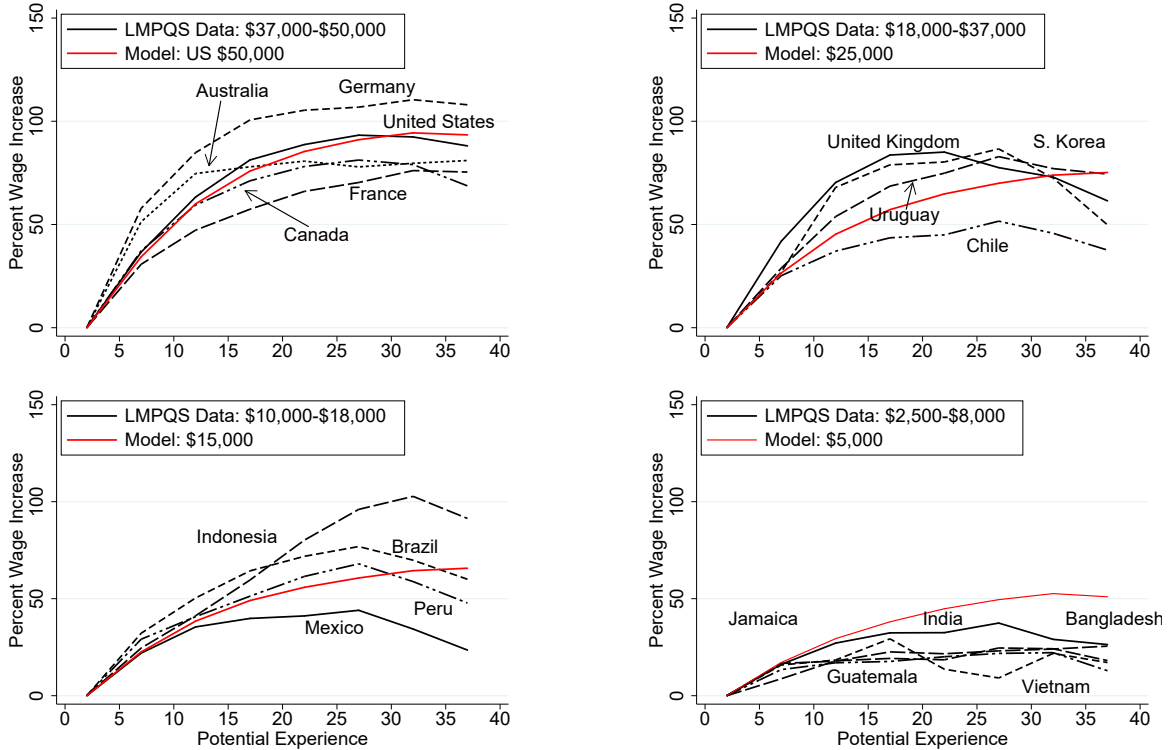 LMPQS Data: $37,000-$50,000
Model: US $50,000
Percent Wage Increase
150
100
50
0
Australia
Germany
United States
France
Canada
0 5 10 15 20 25 30 35 40
LMPQS Data: $18,000-$37,000
Model: $25,000
Percent Wage Increase
150
100
50
0
United Kingdom
S. Korea
Uruguay
Chile
0 5 10 15 20 25 30 35 40
LMPQS Data: $10,000-$18,000
Model: $15,000
Percent Wage Increase
150
100
50
0
Indonesia
Brazil
Peru
Mexico
0 5 10 15 20 25 30 35 40
Potential Experience
LMPQS Data: $2,500-$8,000
Model: $5,000
Percent Wage Increase
150
100
50
0
Jamaica
India
Bangladesh
Guatemala
Vietnam
0 5 10 15 20 25 30 35 40
Potential Experience